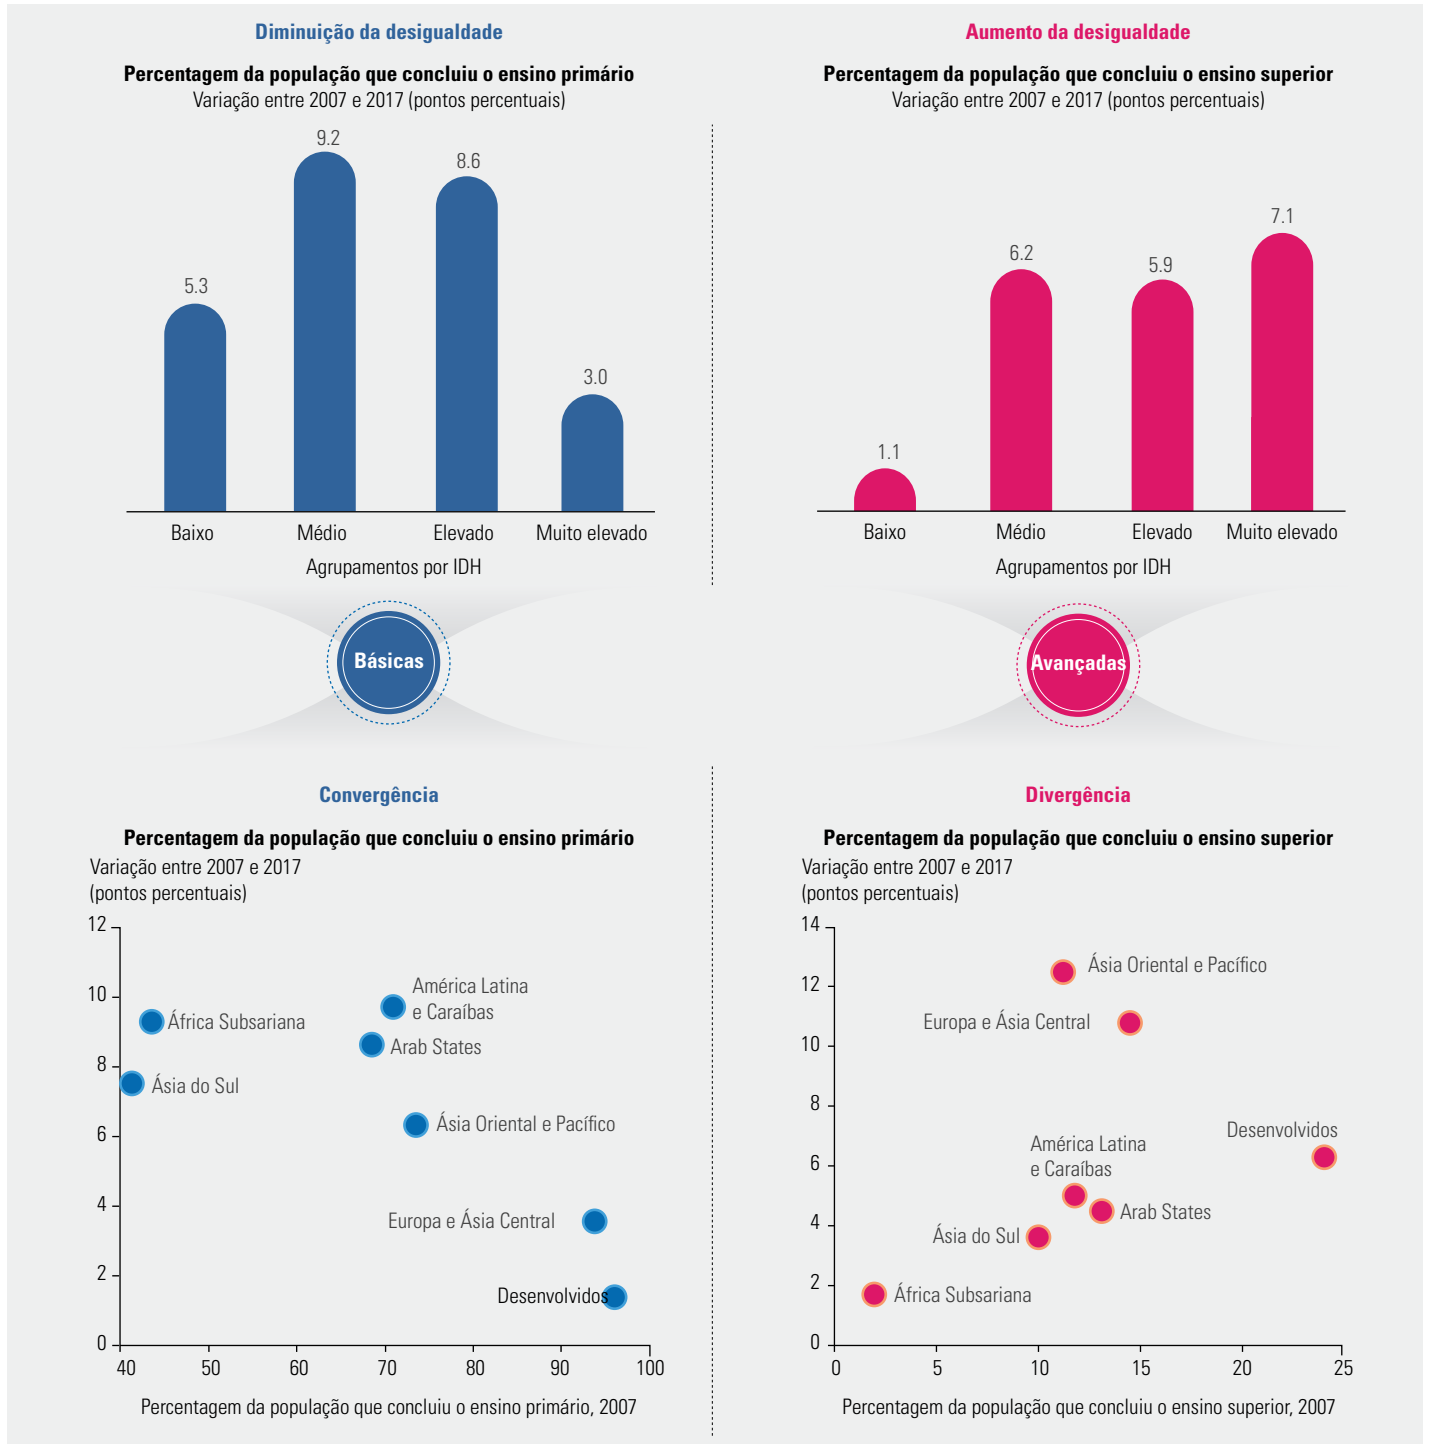 Diminuição da desigualdade
Percentagem da população que concluiu o ensino primário
Variação entre 2007 e 2017 (pontos percentuais)
9.2
8.6
5.3
3.0
Baixo
Médio
Elevado
Muito elevado
Agrupamentos por IDH
Aumento da desigualdade
Percentagem da população que concluiu o ensino superior
Variação entre 2007 e 2017 (pontos percentuais)
7.1
6.2
5.9
1.1
Baixo
Médio
Elevado
Muito elevado
Agrupamentos por IDH
Básicas
Avançadas
Convergência
Percentagem da população que concluiu o ensino primário
Variação entre 2007 e 2017
(pontos percentuais)
12
10
8
6
4
2
0
América Latina
e Caraíbas
África Subsariana
Arab States
Ásia do Sul
Ásia Oriental e Pacífico
Europa e Ásia Central
Desenvolvidos
40
50
60
70
80
90
100
Percentagem da população que concluiu o ensino primário, 2007
Divergência
Percentagem da população que concluiu o ensino superior
Variação entre 2007 e 2017
(pontos percentuais)
14
12
10
8
6
4
2
0
Ásia Oriental e Pacífico
Europa e Ásia Central
Desenvolvidos
América Latina
e Caraíbas
Arab States
Ásia do Sul
África Subsariana
0
5
10
15
20
25
Percentagem da população que concluiu o ensino superior, 2007